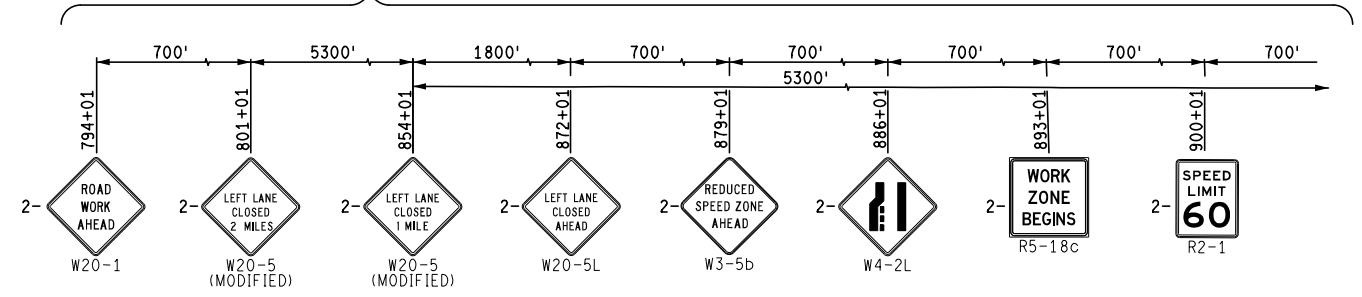 700' 5300' 1800' 700' 700' 700' 700' 700'
5300'
794+01 801+01 854+01 872+01 879+01 886+01 893+01 900+01
2- ROAD WORK AHEAD
W20-1
2- LEFT LANE CLOSED 2 MILES
W20-5
(MODIFIED)
2- LEFT LANE CLOSED 1 MILE
W20-5
(MODIFIED)
2- LEFT LANE CLOSED AHEAD
W20-5L
2- REDUCED SPEED ZONE AHEAD
W3-5b
2-
W4-2L
2- WORK ZONE BEGINS
R5-18c
2- SPEED LIMIT 60
R2-1